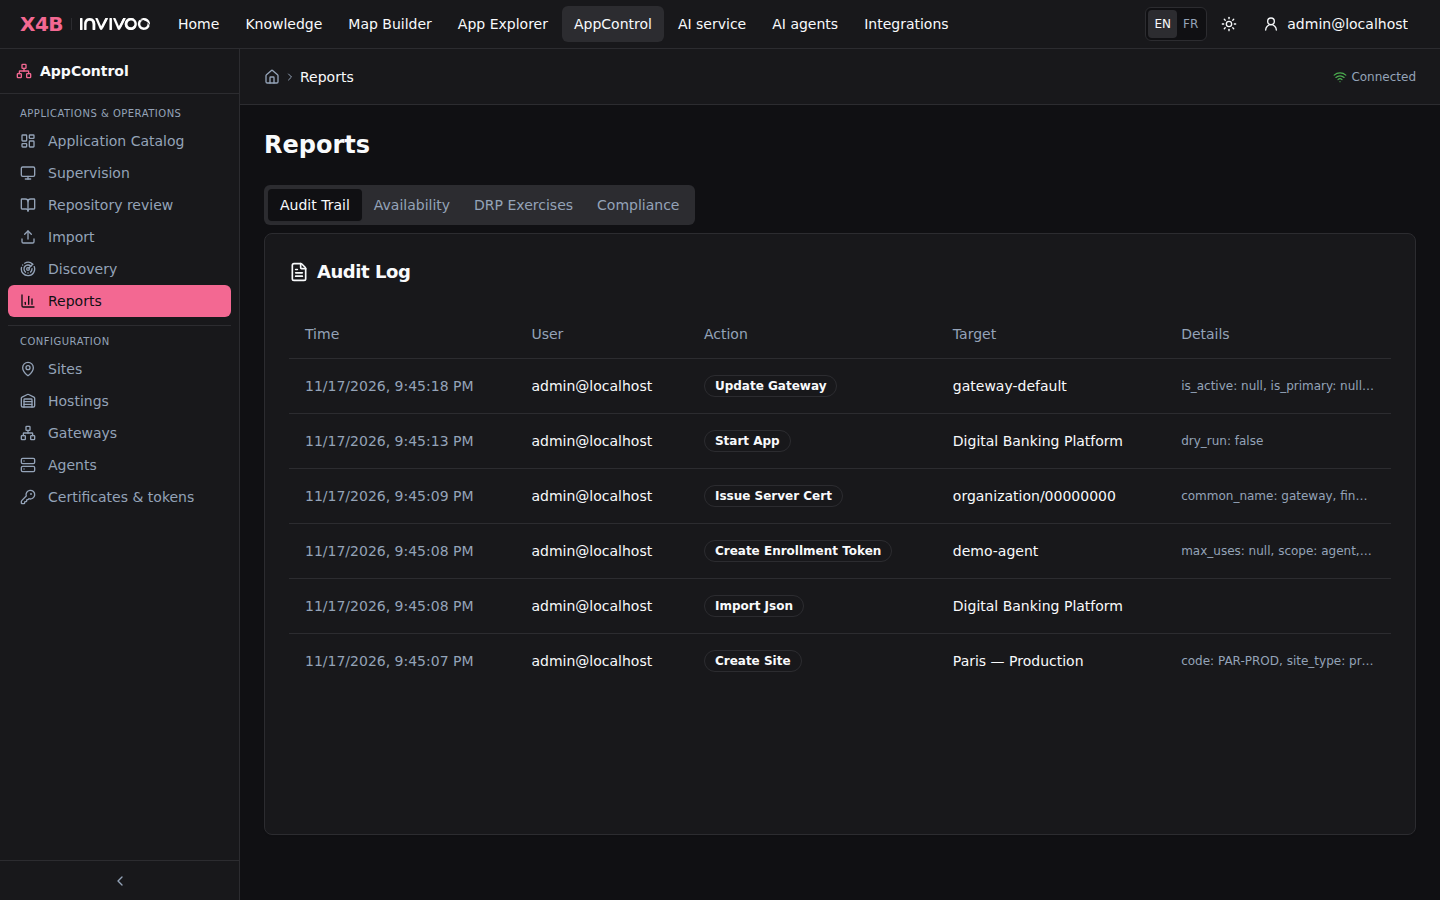 X4B INVIVOO Home Knowledge Map Builder App Explorer AppControl AI service AI agents Integrations EN FR admin@localhost
AppControl
APPLICATIONS & OPERATIONS
Application Catalog
Supervision
Repository review
Import
Discovery
Reports
CONFIGURATION
Sites
Hostings
Gateways
Agents
Certificates & tokens
Reports Connected
Reports
Audit Trail Availability DRP Exercises Compliance
Audit Log
Time User Action Target Details
11/17/2026, 9:45:18 PM admin@localhost Update Gateway gateway-default is_active: null, is_primary: null...
11/17/2026, 9:45:13 PM admin@localhost Start App Digital Banking Platform dry_run: false
11/17/2026, 9:45:09 PM admin@localhost Issue Server Cert organization/00000000 common_name: gateway, fin...
11/17/2026, 9:45:08 PM admin@localhost Create Enrollment Token demo-agent max_uses: null, scope: agent,...
11/17/2026, 9:45:08 PM admin@localhost Import Json Digital Banking Platform
11/17/2026, 9:45:07 PM admin@localhost Create Site Paris — Production code: PAR-PROD, site_type: pr...